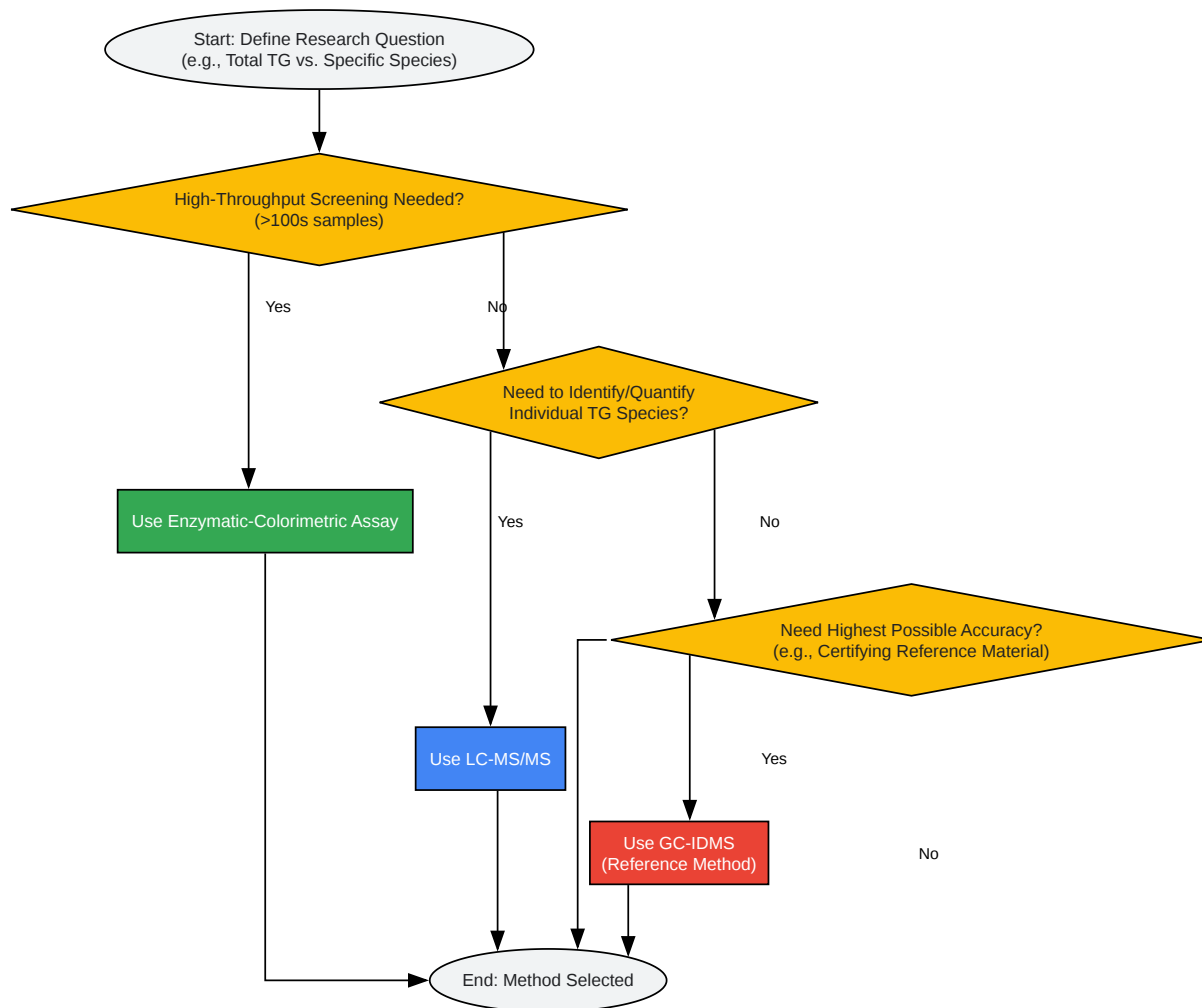 Start: Define Research Question
(e.g., Total TG vs. Specific Species)
High-Throughput Screening Needed?
(>100s samples)
Yes
No
Need to Identify/Quantify
Individual TG Species?
Use Enzymatic-Colorimetric Assay
Yes
No
Need Highest Possible Accuracy?
(e.g., Certifying Reference Material)
Use LC-MS/MS
Yes
Use GC-IDMS
(Reference Method)
No
End: Method Selected